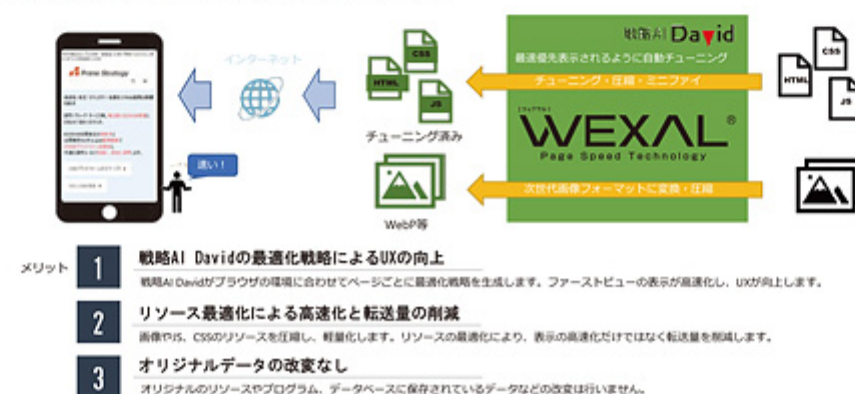 戦略AI David
最適優先表示されるように自動チューニング
チューニング・圧縮・ミニファイ
インターネット
CSS
HTML
JS
チューニング済み
CSS
HTML
JS
[ウェクサル]
WEXAL®
Page Speed Technology
次世代画像フォーマットに変換・圧縮
WebP等
Prime Strategy
速い！
メリット
1
戦略AI Davidの最適化戦略によるUXの向上
戦略AI Davidがブラウザの環境に合わせてページごとに最適化戦略を生成します。ファーストビューの表示が高速化し、UXが向上します。
2
リソース最適化による高速化と転送量の削減
画像やJS、CSSのリソースを圧縮し、軽量化します。リソースの最適化により、表示の高速化だけではなく転送量を削減します。
3
オリジナルデータの改変なし
オリジナルのリソースやプログラム、データベースに保存されているデータなどの改変は行いません。